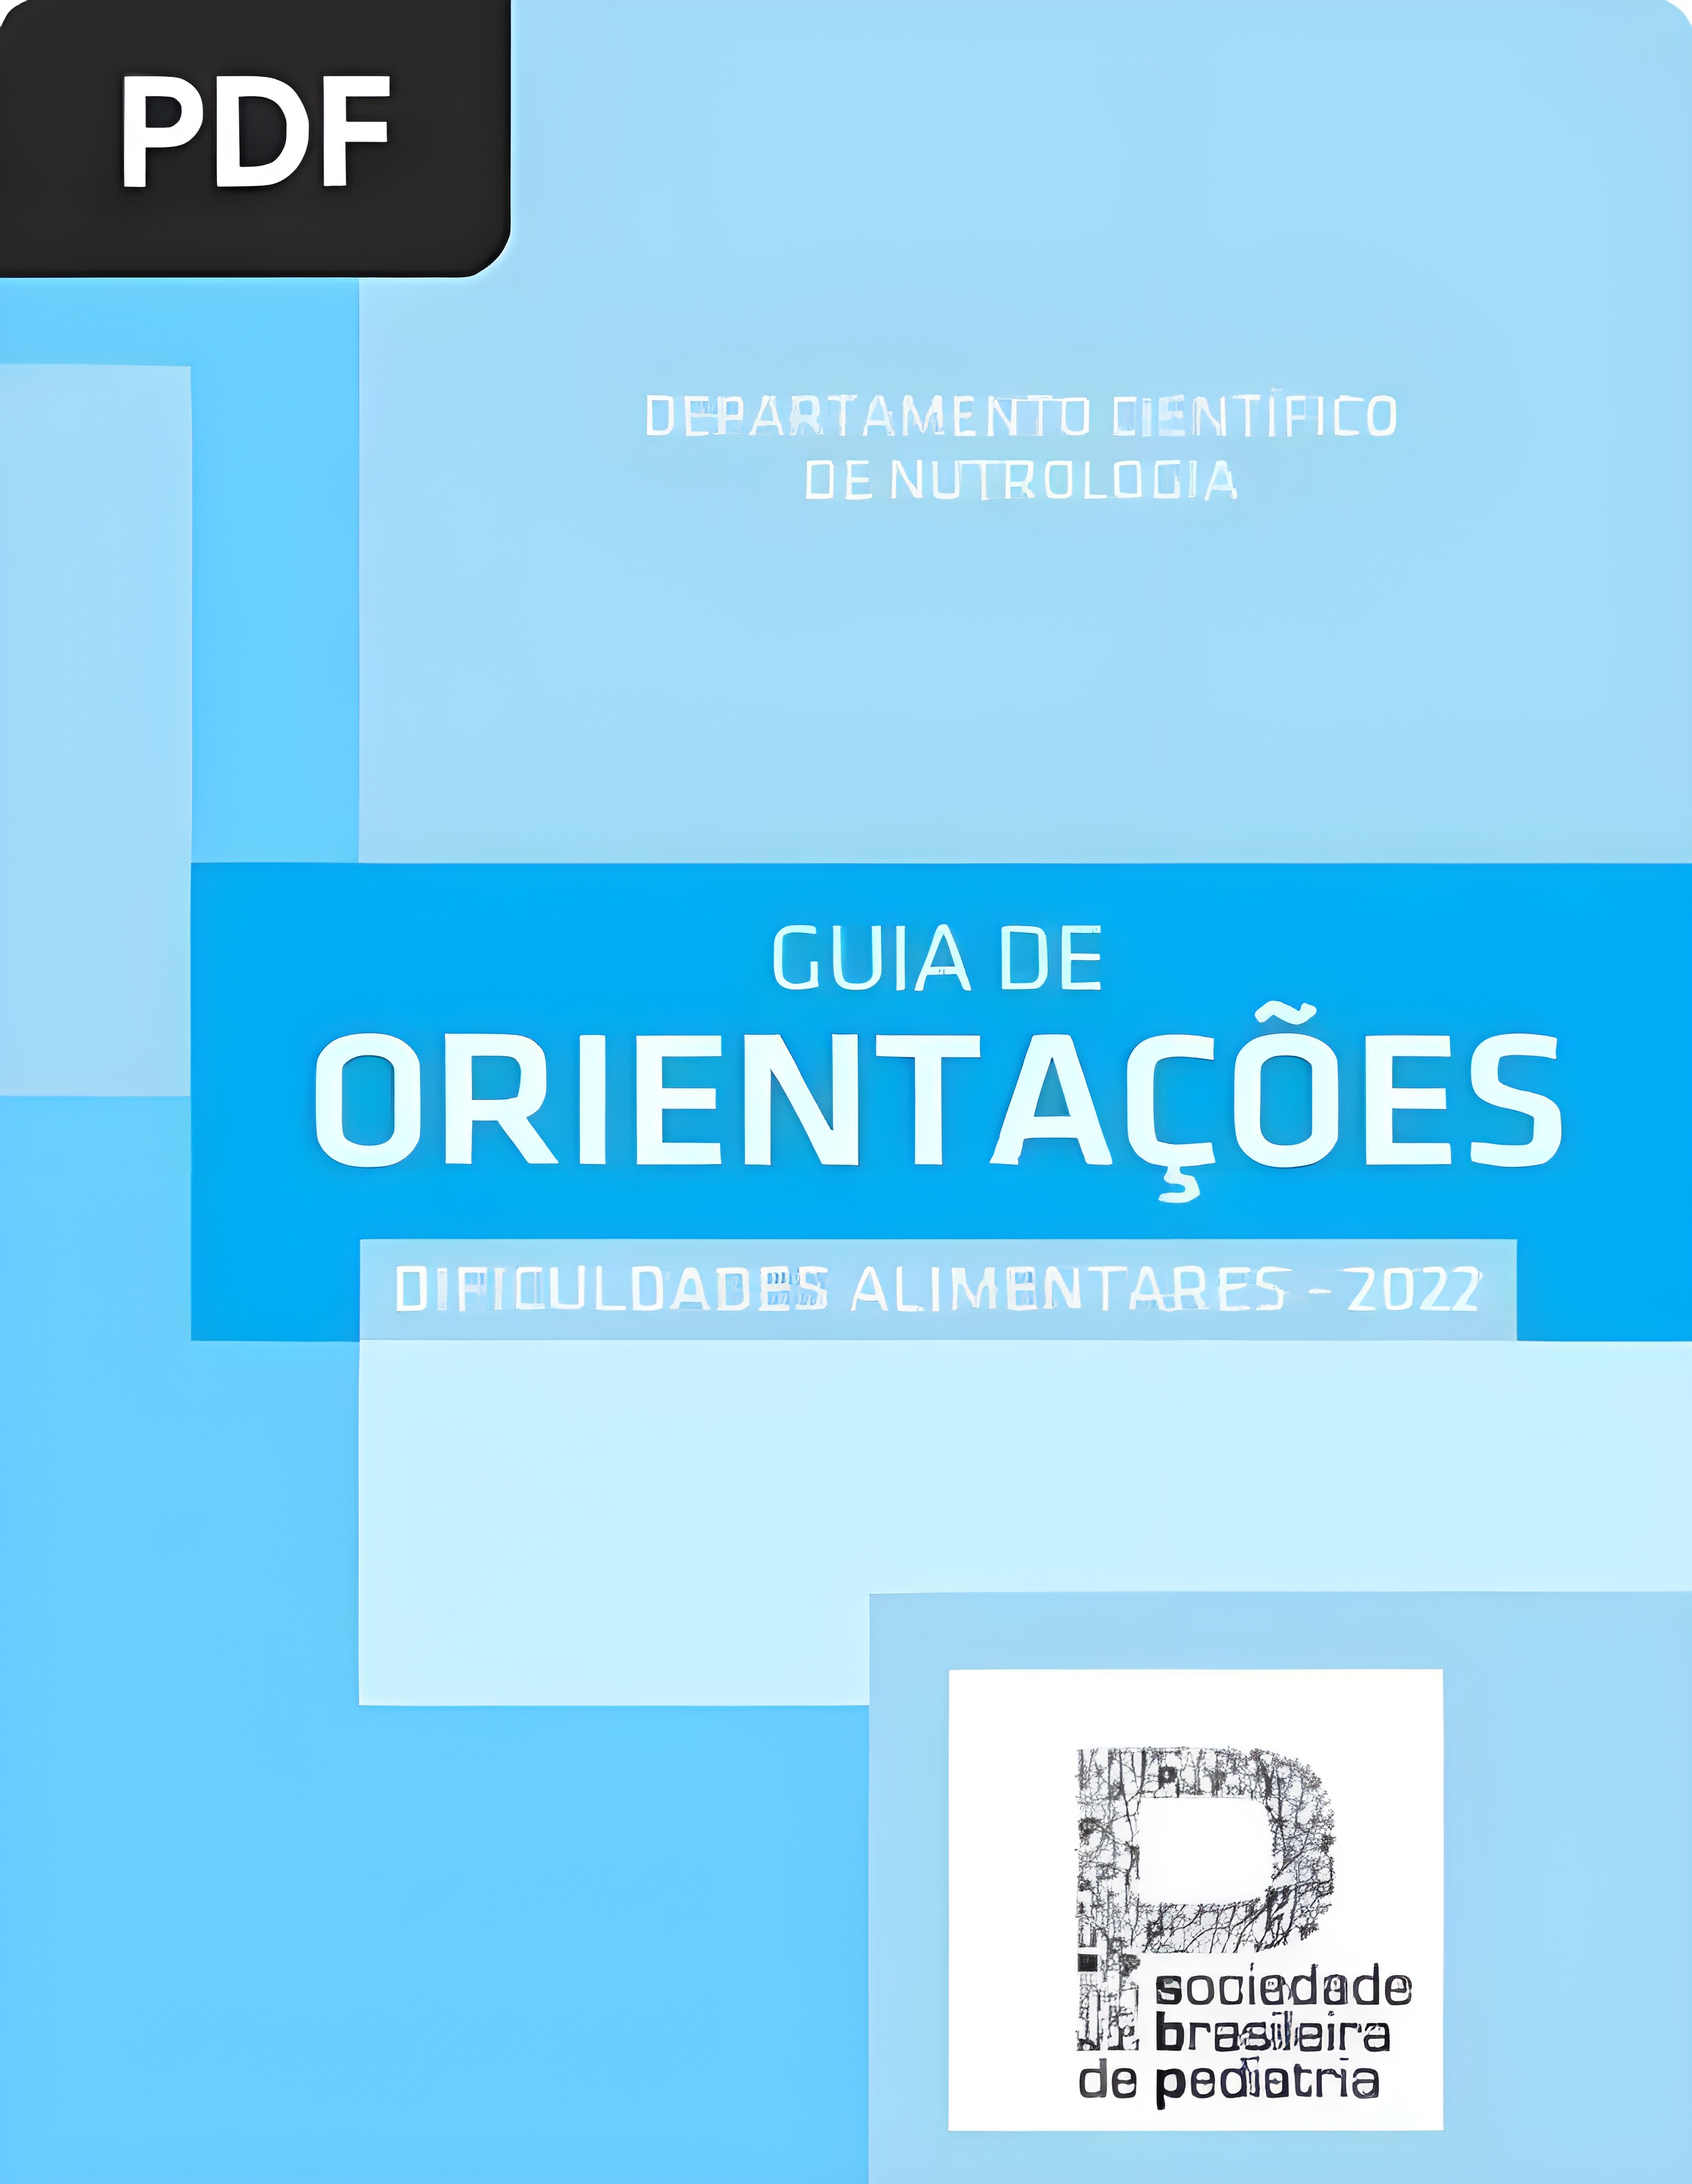 PDF
DEPARTAMENTO CIENTÍFICO
DE NUTROLOGIA
GUIA DE
ORIENTAÇÕES
DIFICULDADES ALIMENTARES - 2022
sociedade
brasileira
de pediatria